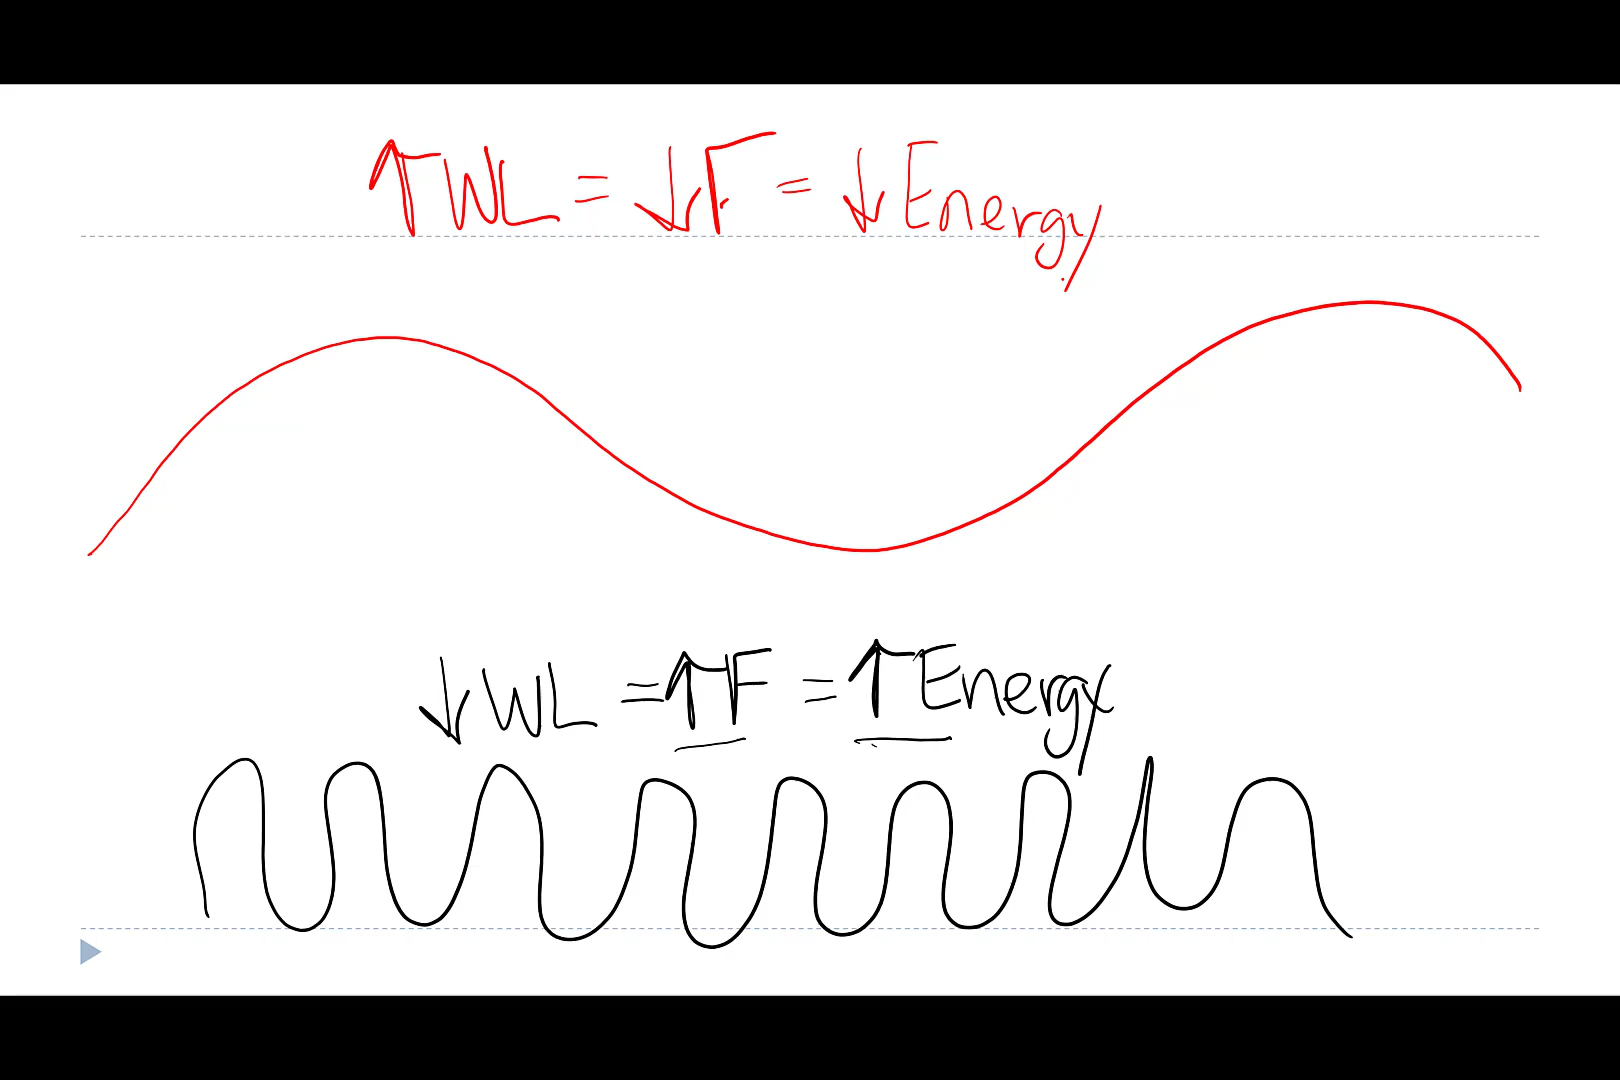 ↑WL = ↓F = ↓Energy
↓WL = ↑F = ↑Energy